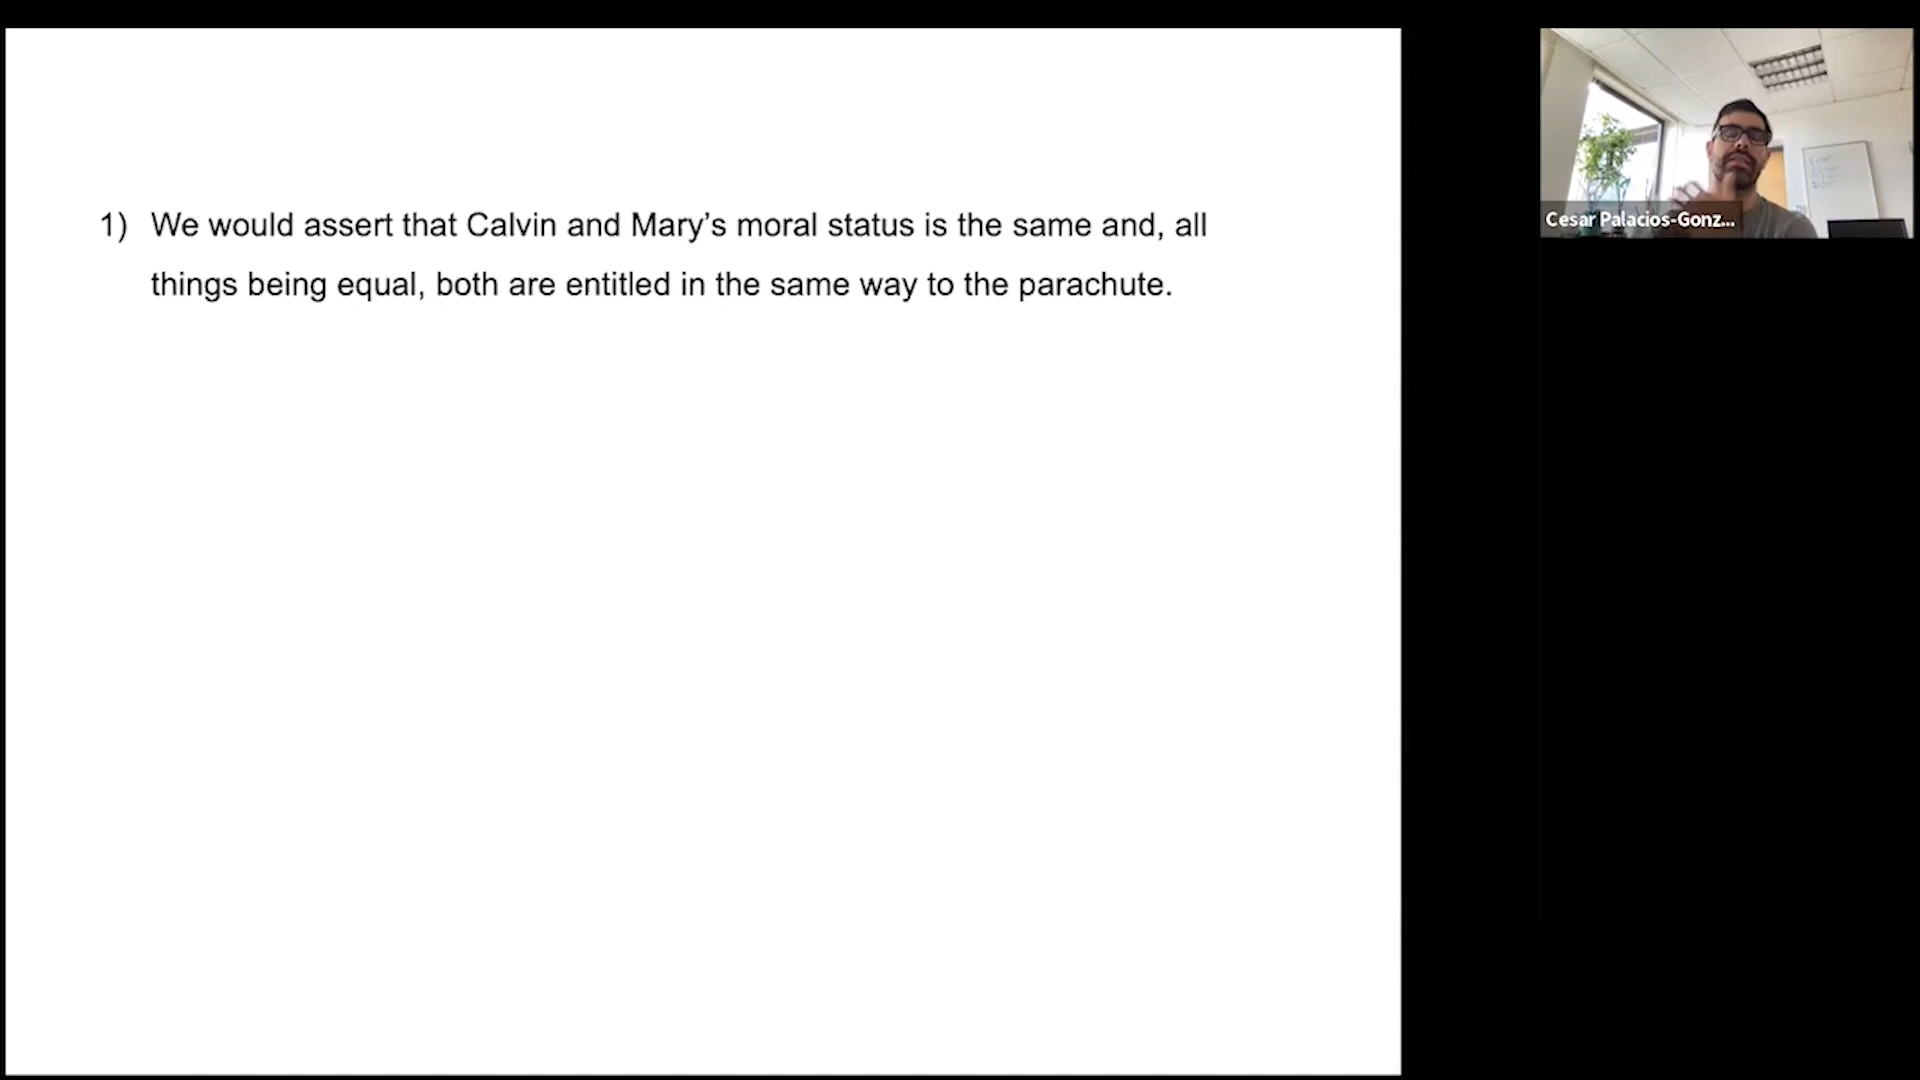 1) We would assert that Calvin and Mary’s moral status is the same and, all
things being equal, both are entitled in the same way to the parachute.
Cesar Palacios-Gonz...